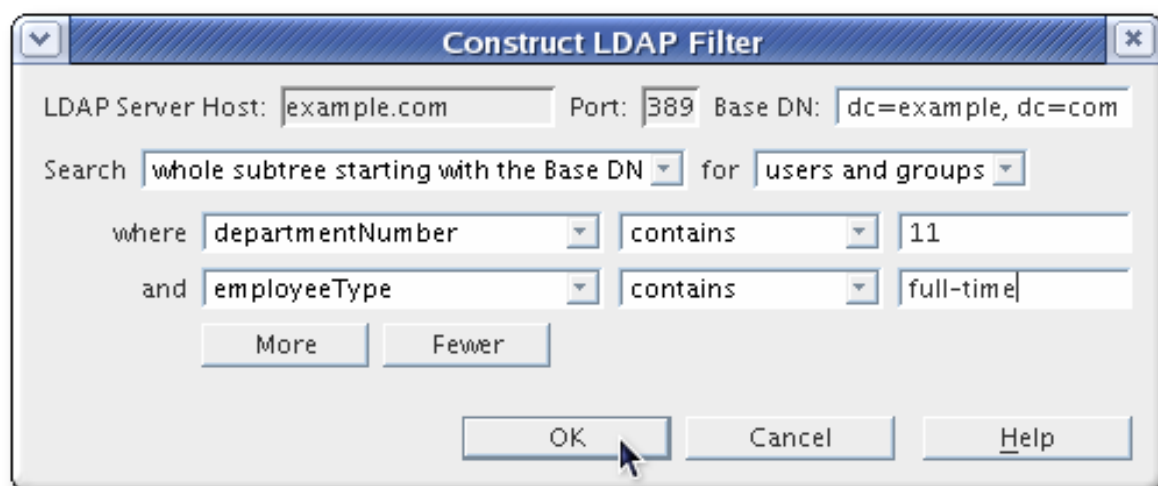 Construct LDAP Filter
LDAP Server Host: example.com Port: 389 Base DN: dc=example, dc=com
Search whole subtree starting with the Base DN for users and groups
where departmentNumber contains 11
and employeeType contains full-time
More Fewer
OK Cancel Help